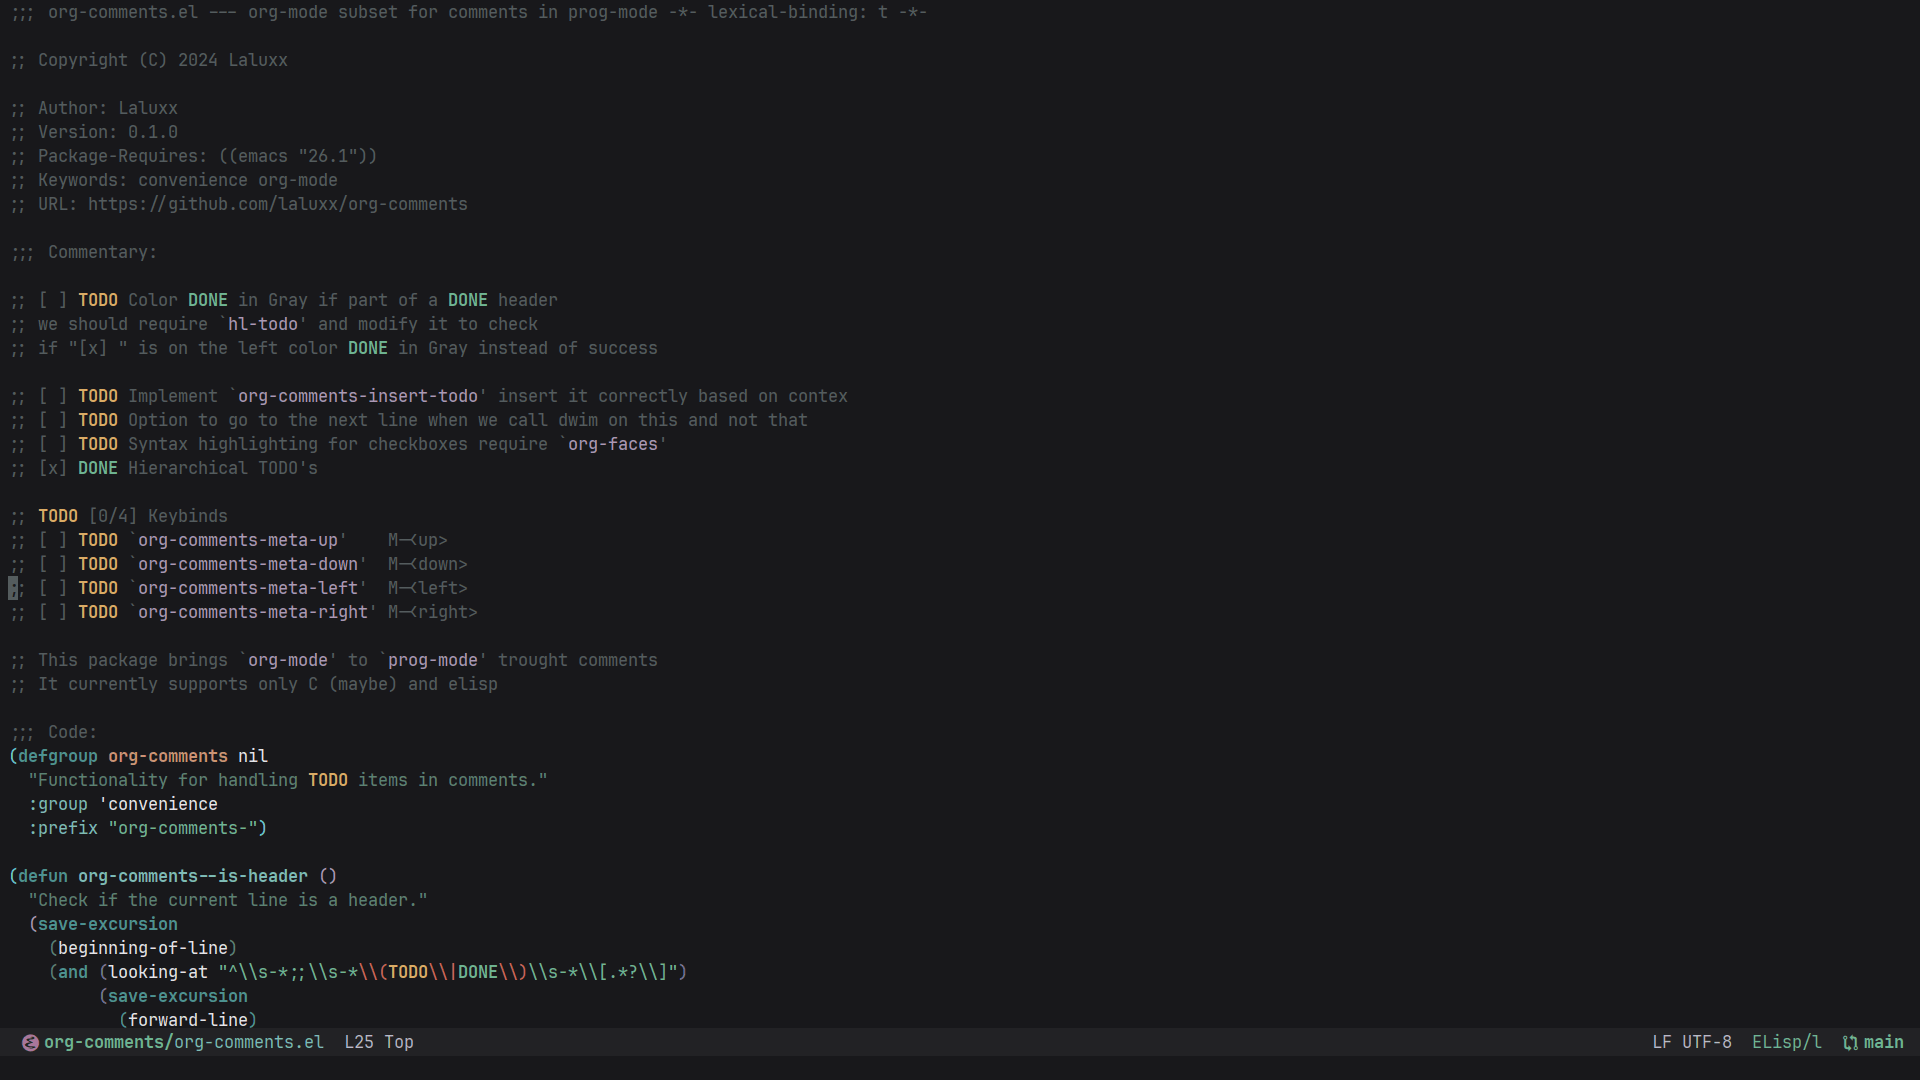 ;;; org-comments.el --- org-mode subset for comments in prog-mode -*- lexical-binding: t -*-
;; Copyright (C) 2024 Laluxx
;; Author: Laluxx
;; Version: 0.1.0
;; Package-Requires: ((emacs "26.1"))
;; Keywords: convenience org-mode
;; URL: https://github.com/laluxx/org-comments
;;; Commentary:
;; [ ] TODO Color DONE in Gray if part of a DONE header
;; we should require `hl-todo' and modify it to check
;; if "[x] " is on the left color DONE in Gray instead of success
;; [ ] TODO Implement `org-comments-insert-todo' insert it correctly based on contex
;; [ ] TODO Option to go to the next line when we call dwim on this and not that
;; [ ] TODO Syntax highlighting for checkboxes require `org-faces'
;; [x] DONE Hierarchical TODO's
;; TODO [0/4] Keybinds
;; [ ] TODO `org-comments-meta-up'    M-<up>
;; [ ] TODO `org-comments-meta-down'  M-<down>
;; [ ] TODO `org-comments-meta-left'  M-<left>
;; [ ] TODO `org-comments-meta-right' M-<right>
;; This package brings `org-mode' to `prog-mode' trought comments
;; It currently supports only C (maybe) and elisp
;;; Code:
(defgroup org-comments nil
  "Functionality for handling TODO items in comments."
  :group 'convenience
  :prefix "org-comments-")
(defun org-comments--is-header ()
  "Check if the current line is a header."
  (save-excursion
    (beginning-of-line)
    (and (looking-at "^\\s-*;;\\s-*\\(TODO\\|DONE\\)\\s-*\\[.*?\\]")
         (save-excursion
           (forward-line)
org-comments/org-comments.el  L25 Top  LF UTF-8  ELisp/l  main